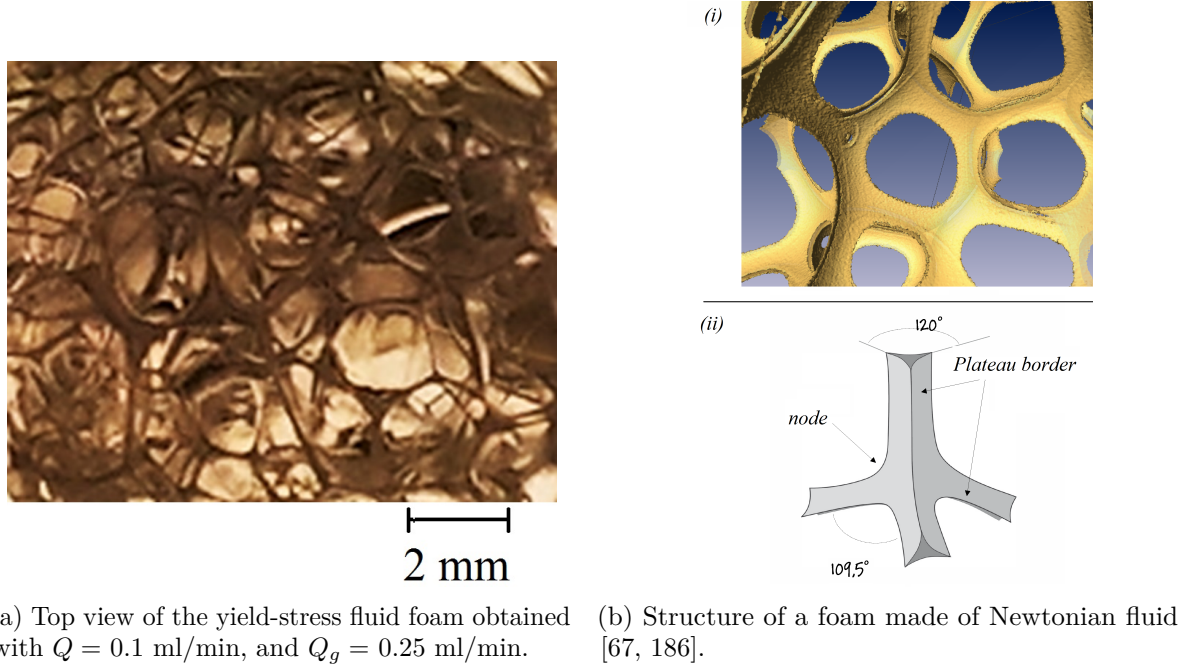 2 mm
a) Top view of the yield-stress fluid foam obtained
with Q = 0.1 ml/min, and Q_g = 0.25 ml/min.
(i)
(ii)
120°
Plateau border
node
109,5°
(b) Structure of a foam made of Newtonian fluid
[67, 186].